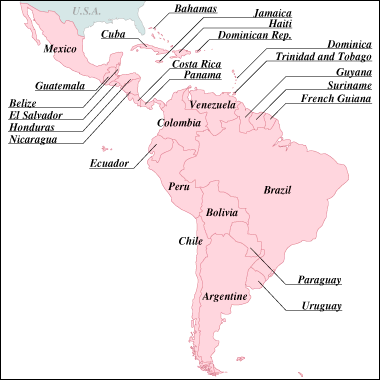 U.S.A.
Bahamas
Jamaica
Haiti
Dominican Rep.
Cuba
Mexico
Dominica
Trinidad and Tobago
Guyana
Suriname
French Guiana
Costa Rica
Panama
Guatemala
Belize
El Salvador
Honduras
Nicaragua
Venezuela
Colombia
Ecuador
Peru
Brazil
Bolivia
Chile
Paraguay
Argentine
Uruguay